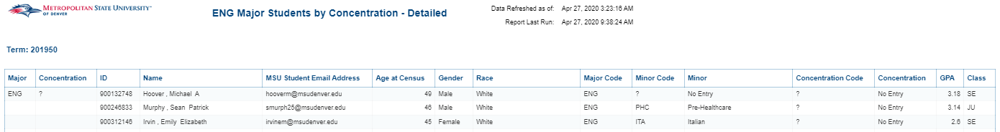 METROPOLITAN STATE UNIVERSITY™
OF DENVER
ENG Major Students by Concentration - Detailed
Data Refreshed as of: Apr 27, 2020 3:23:16 AM
Report Last Run: Apr 27, 2020 9:38:24 AM
Term: 201950
Major Concentration ID Name MSU Student Email Address Age at Census Gender Race Major Code Minor Code Minor Concentration Code Concentration GPA Class
ENG ? 900132748 Hoover , Michael A hooverm@msudenver.edu 49 Male White ENG ? No Entry ? No Entry 3.18 SE
900246833 Murphy , Sean Patrick smurph25@msudenver.edu 46 Male White ENG PHC Pre-Healthcare ? No Entry 3.14 JU
900312146 Irvin , Emily Elizabeth irvinem@msudenver.edu 45 Female White ENG ITA Italian ? No Entry 2.6 SE